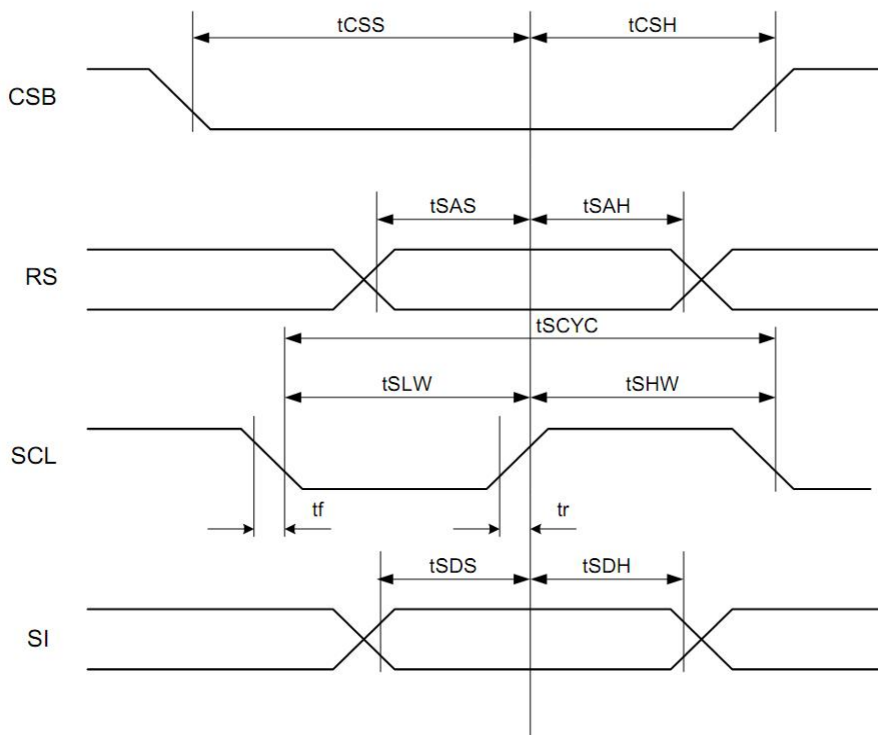 tCSS tCSH
CSB
tSAS tSAH
RS
tSCYC
tSLW tSHW
SCL
tf tr
tSDS tSDH
SI